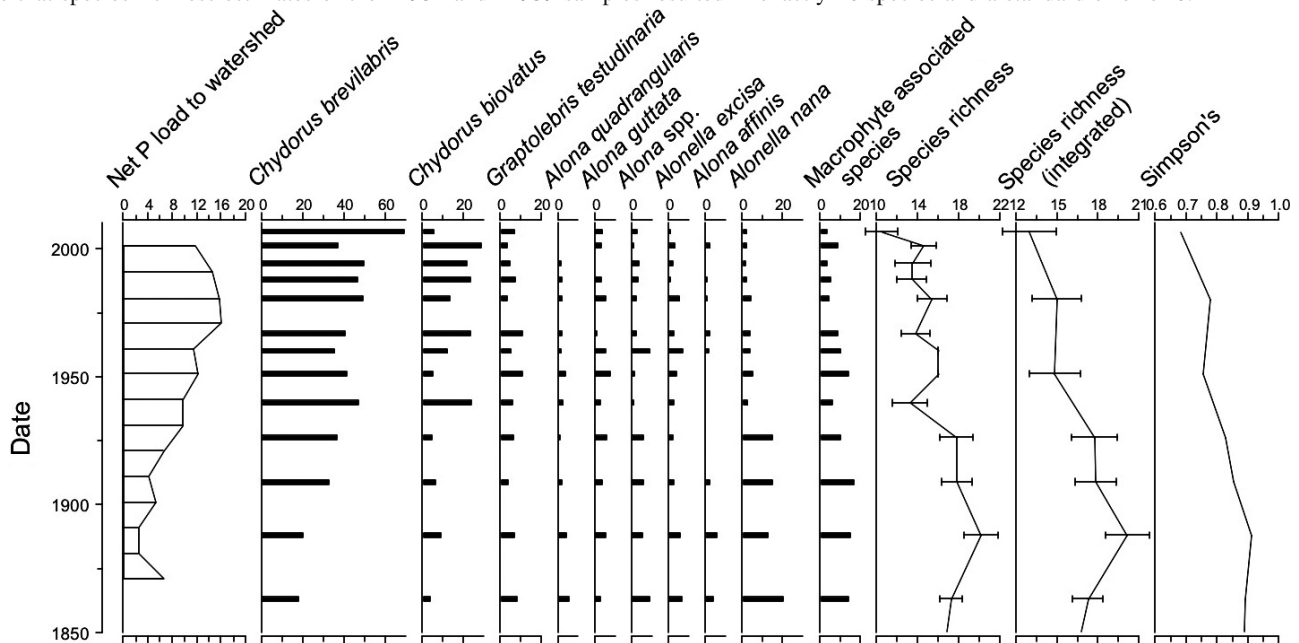 Net P load to watershed
Chydorus brevilabris
Chydorus biovatus
Graptolebris testudinaria
Alona quadrangularis
Alona guttata
Alona spp.
Alonella excisa
Alona affinis
Alonella nana
Macrophyte associated
species
Species richness
Species richness
(integrated)
Simpson's
0 4 8 12 16 20 0 20 40 60 0 20 0 20 0 0 0 0 0 0 20 0 20 10 14 18 22 12 15 18 21 0.6 0.7 0.8 0.9 1.0
Date
2000
1950
1900
1850